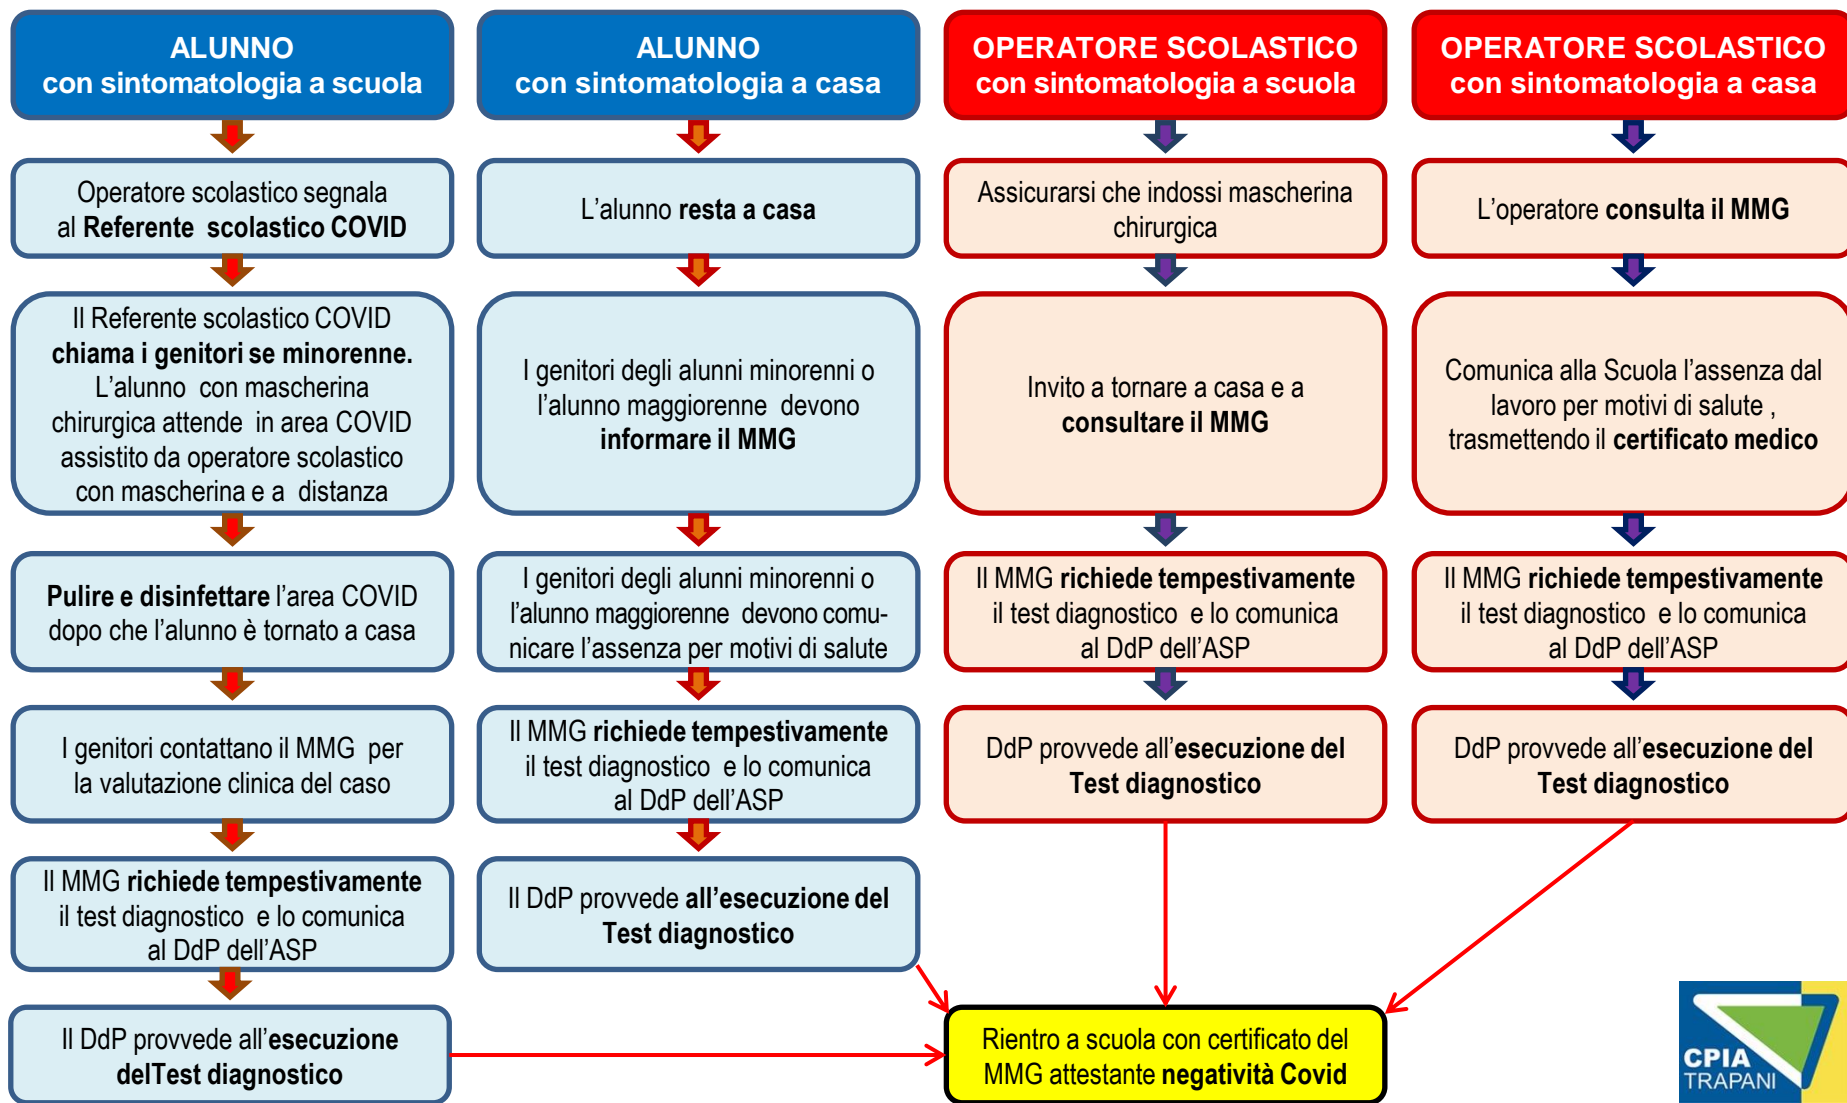 ALUNNO
con sintomatologia a scuola
Operatore scolastico segnala
al Referente scolastico COVID
Il Referente scolastico COVID
chiama i genitori se minorenne.
L'alunno con mascherina
chirurgica attende in area COVID
assistito da operatore scolastico
con mascherina e a distanza
Pulire e disinfettare l'area COVID
dopo che l'alunno è tornato a casa
I genitori contattano il MMG per
la valutazione clinica del caso
Il MMG richiede tempestivamente
il test diagnostico e lo comunica
al DdP dell'ASP
Il DdP provvede all'esecuzione
delTest diagnostico
ALUNNO
con sintomatologia a casa
L'alunno resta a casa
I genitori degli alunni minorenni o
l'alunno maggiorenne devono
informare il MMG
I genitori degli alunni minorenni o
l'alunno maggiorenne devono comu-
nicare l'assenza per motivi di salute
Il MMG richiede tempestivamente
il test diagnostico e lo comunica
al DdP dell'ASP
Il DdP provvede all'esecuzione del
Test diagnostico
OPERATORE SCOLASTICO
con sintomatologia a scuola
Assicurarsi che indossi mascherina
chirurgica
Invito a tornare a casa e a
consultare il MMG
Il MMG richiede tempestivamente
il test diagnostico e lo comunica
al DdP dell'ASP
DdP provvede all'esecuzione del
Test diagnostico
OPERATORE SCOLASTICO
con sintomatologia a casa
L'operatore consulta il MMG
Comunica alla Scuola l'assenza dal
lavoro per motivi di salute ,
trasmettendo il certificato medico
Il MMG richiede tempestivamente
il test diagnostico e lo comunica
al DdP dell'ASP
DdP provvede all'esecuzione del
Test diagnostico
Rientro a scuola con certificato del
MMG attestante negatività Covid
CPIA
TRAPANI